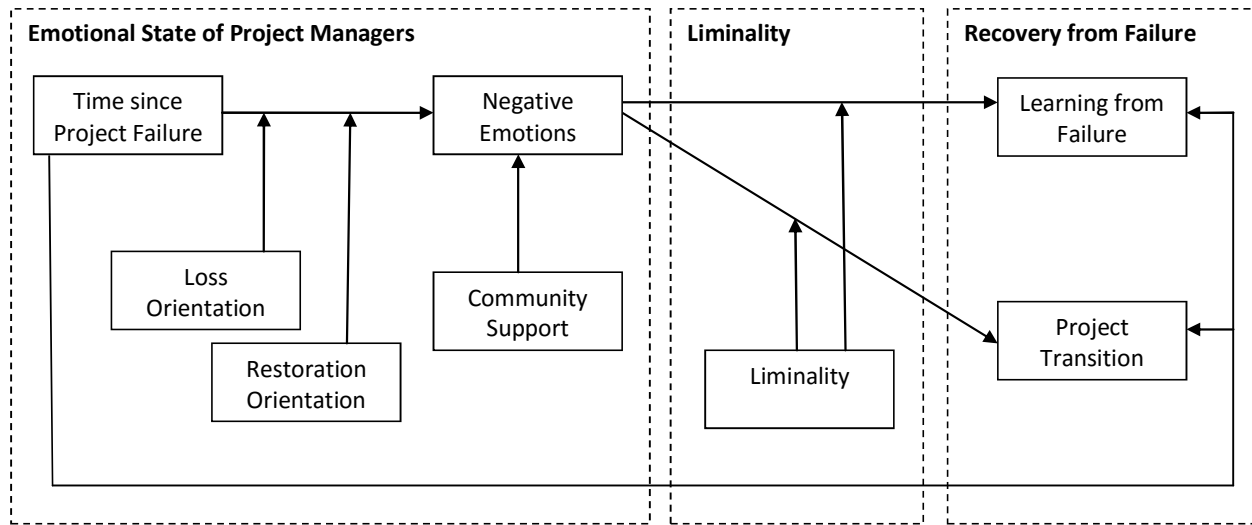 Emotional State of Project Managers
Liminality
Recovery from Failure
Time since
Project Failure
Negative
Emotions
Learning from
Failure
Loss
Orientation
Community
Support
Project
Transition
Restoration
Orientation
Liminality